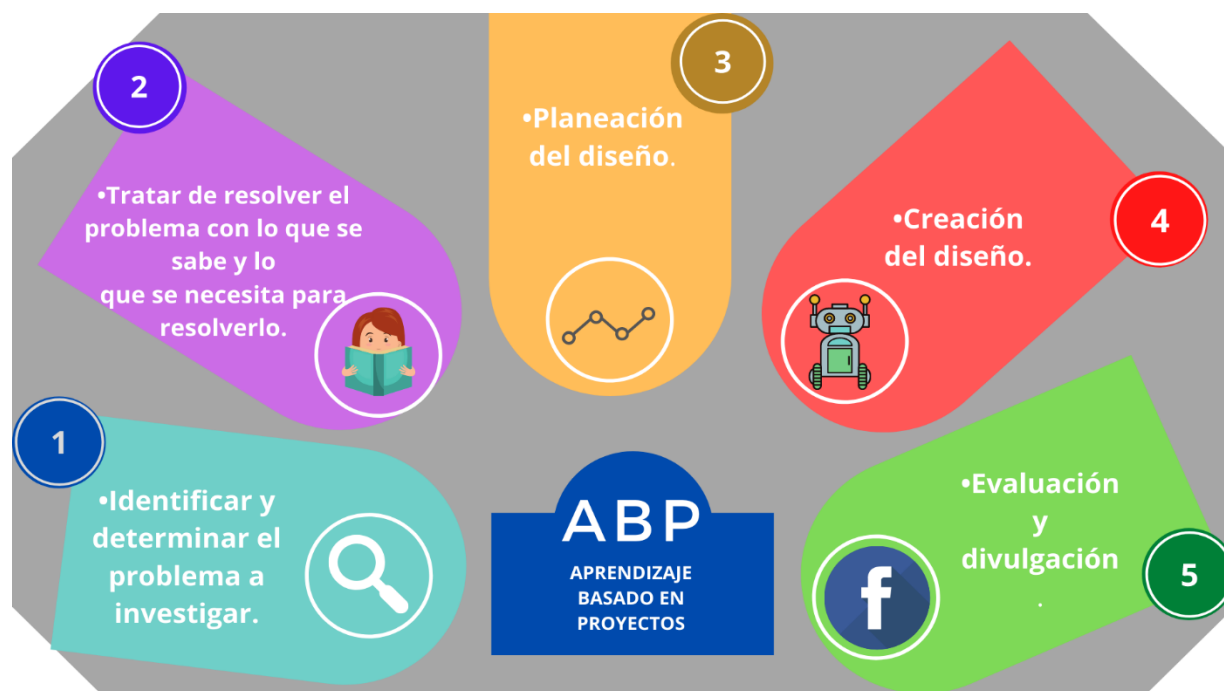 1
•Identificar y
determinar el
problema a
investigar.
2
•Tratar de resolver el
problema con lo que se
sabe y lo
que se necesita para
resolverlo.
3
•Planeación
del diseño.
4
•Creación
del diseño.
5
•Evaluación
y
divulgación
.
f
ABP
APRENDIZAJE
BASADO EN
PROYECTOS